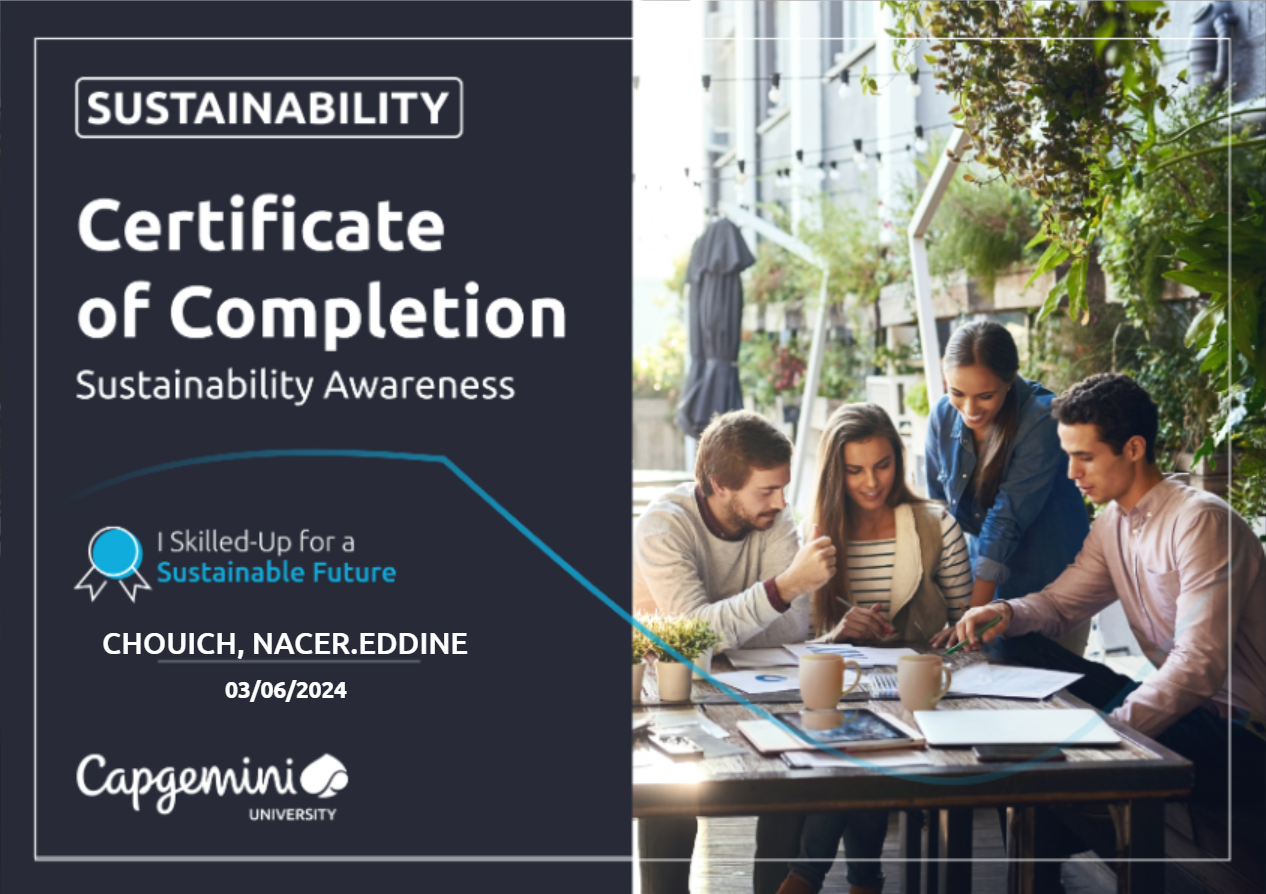 SUSTAINABILITY
Certificate
of Completion
Sustainability Awareness
I Skilled-Up for a
Sustainable Future
CHOUICH, NACER.EDDINE
03/06/2024
Capgemini
UNIVERSITY